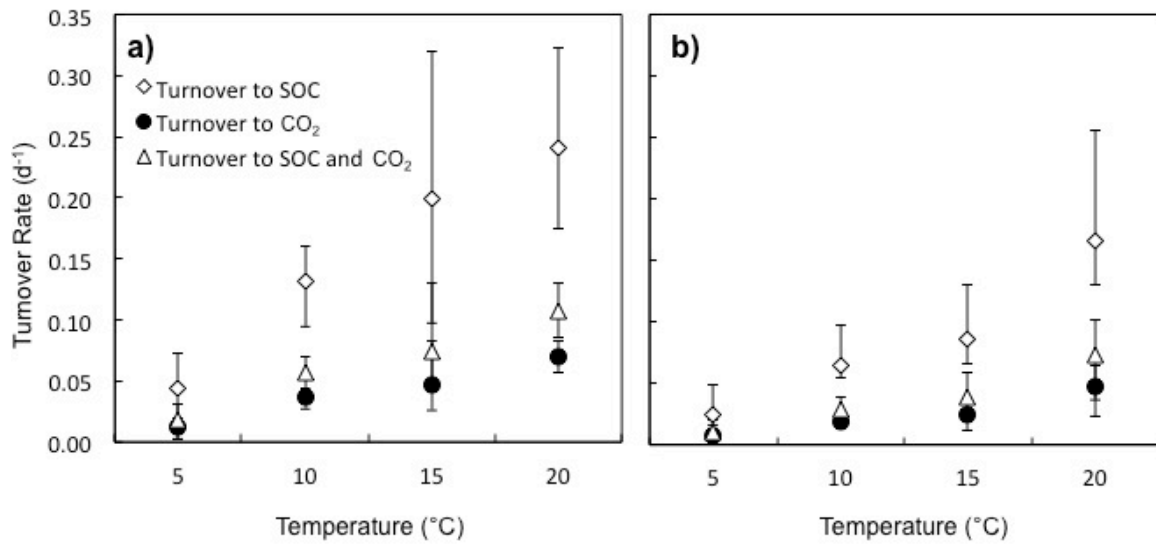 a)
b)
Turnover to SOC
Turnover to CO₂
Turnover to SOC and CO₂
Turnover Rate (d⁻¹)
0.35
0.30
0.25
0.20
0.15
0.10
0.05
0.00
5 10 15 20
5 10 15 20
Temperature (°C)
Temperature (°C)